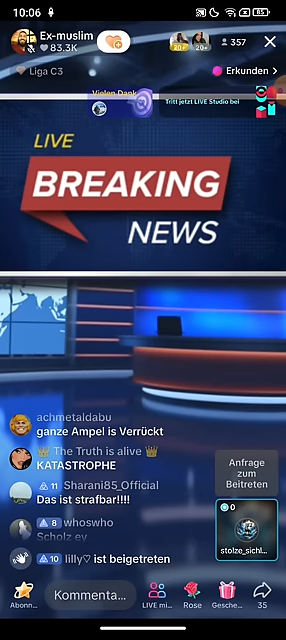 10:06
85
Ex-muslim
83.3K
20+
20+
357
Liga C3
Erkunden
Vielen Dank
Tritt jetzt LIVE Studio bei
LIVE
BREAKING
NEWS
achmetaldabu
ganze Ampel is Verrückt
The Truth is alive
KATASTROPHE
11 Sharani85_Official
Das ist strafbar!!!!
8 whoswho
Scholz ey
10 lilly♡ ist beigetreten
Anfrage
zum
Beitreten
0
stolze_sichl...
Abonn...
Kommenta...
LIVE mi...
Rose
Gesche...
35